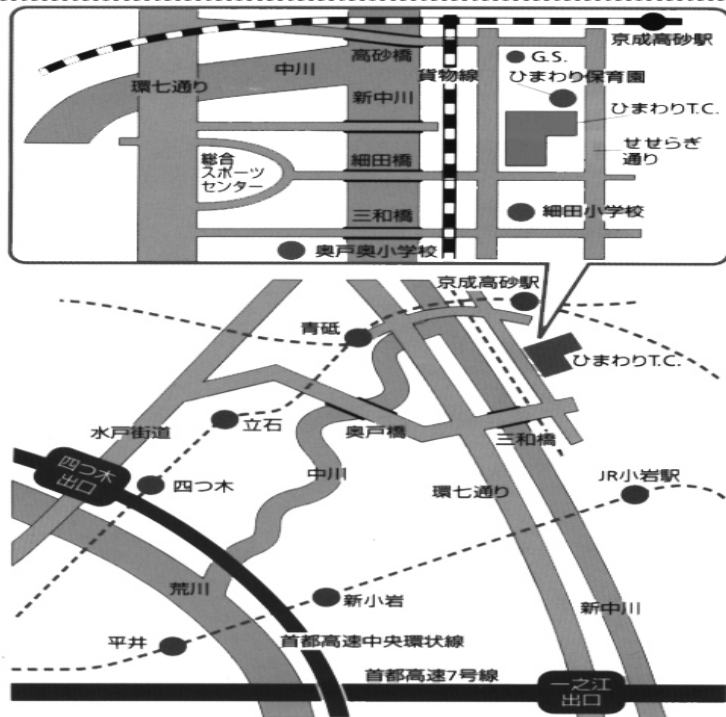 京成高砂駅
高砂橋
G.S.
中川
貨物線
ひまわり保育園
環七通り
新中川
ひまわりT.C.
せせらぎ
通り
総合
スポーツ
センター
細田橋
三和橋
細田小学校
奥戸奥小学校
京成高砂駅
青砥
ひまわりT.C.
水戸街道
立石
奥戸橋
三和橋
四つ木
出口
四つ木
中川
環七通り
JR小岩駅
荒川
新小岩
新中川
平井
首都高速中央環状線
首都高速7号線
一之江
出口